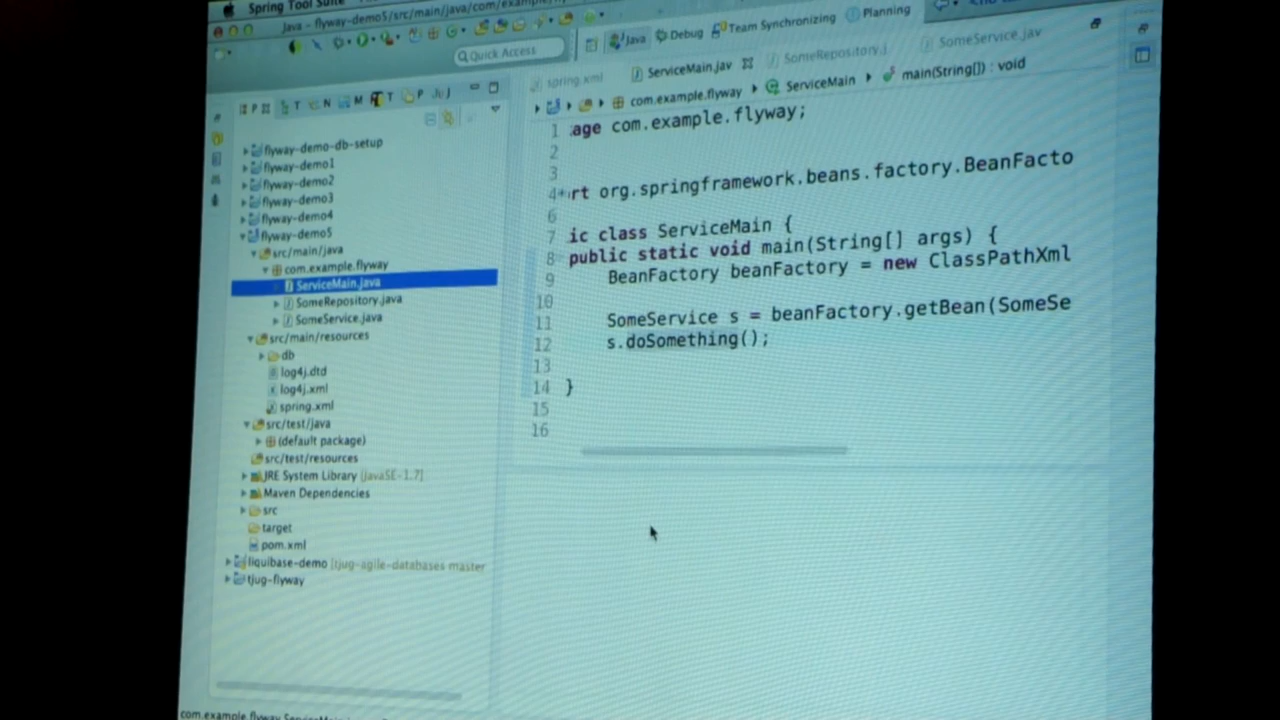 Spring Tool Suite
Java - flyway-demo5/src/main/java/com/example/
Quick Access
Java
Debug
Team Synchronizing
Planning
P
T
N
M
T
P
J
spring.xml
ServiceMain.jav
SomeRepository.j
SomeService.jav
com.example.flyway
ServiceMain
main(String[]) : void
flyway-demo-db-setup
flyway-demo1
flyway-demo2
flyway-demo3
flyway-demo4
flyway-demo5
src/main/java
com.example.flyway
ServiceMain.java
SomeRepository.java
SomeService.java
src/main/resources
db
log4j.dtd
log4j.xml
spring.xml
src/test/java
(default package)
src/test/resources
JRE System Library [JavaSE-1.7]
Maven Dependencies
src
target
pom.xml
liquibase-demo [tjug-agile-databases master
tjug-flyway
1 age com.example.flyway;
2
3
4 rt org.springframework.beans.factory.BeanFacto
6
7 ic class ServiceMain {
8 public static void main(String[] args) {
9 BeanFactory beanFactory = new ClassPathXml
10
11 SomeService s = beanFactory.getBean(SomeSe
12 s.doSomething();
13
14 }
15
16